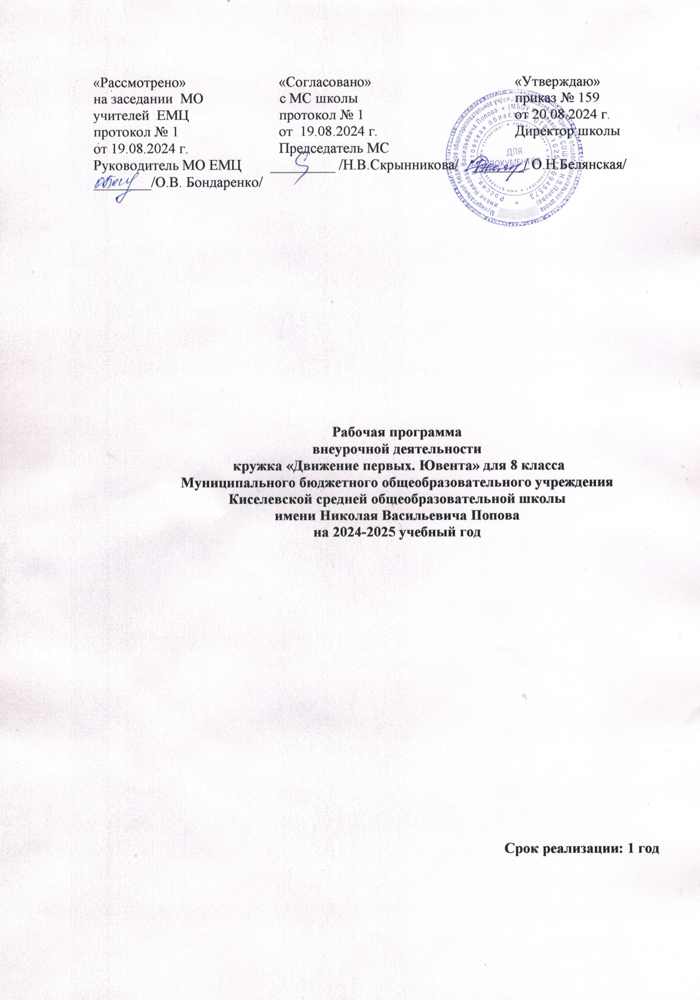 «Рассмотрено»
на заседании МО
учителей ЕМЦ
протокол № 1
от 19.08.2024 г.
Руководитель МО ЕМЦ
/О.В. Бондаренко/
«Согласовано»
с МС школы
протокол № 1
от 19.08.2024 г.
Председатель МС
/Н.В.Скрынникова/
«Утверждаю»
приказ № 159
от 20.08.2024 г.
Директор школы
/ О.Н.Белянская/
ДЛЯ
ДОКУМЕНТОВ
Рабочая программа
внеурочной деятельности
кружка «Движение первых. Ювента» для 8 класса
Муниципального бюджетного общеобразовательного учреждения
Киселевской средней общеобразовательной школы
имени Николая Васильевича Попова
на 2024-2025 учебный год
Срок реализации: 1 год